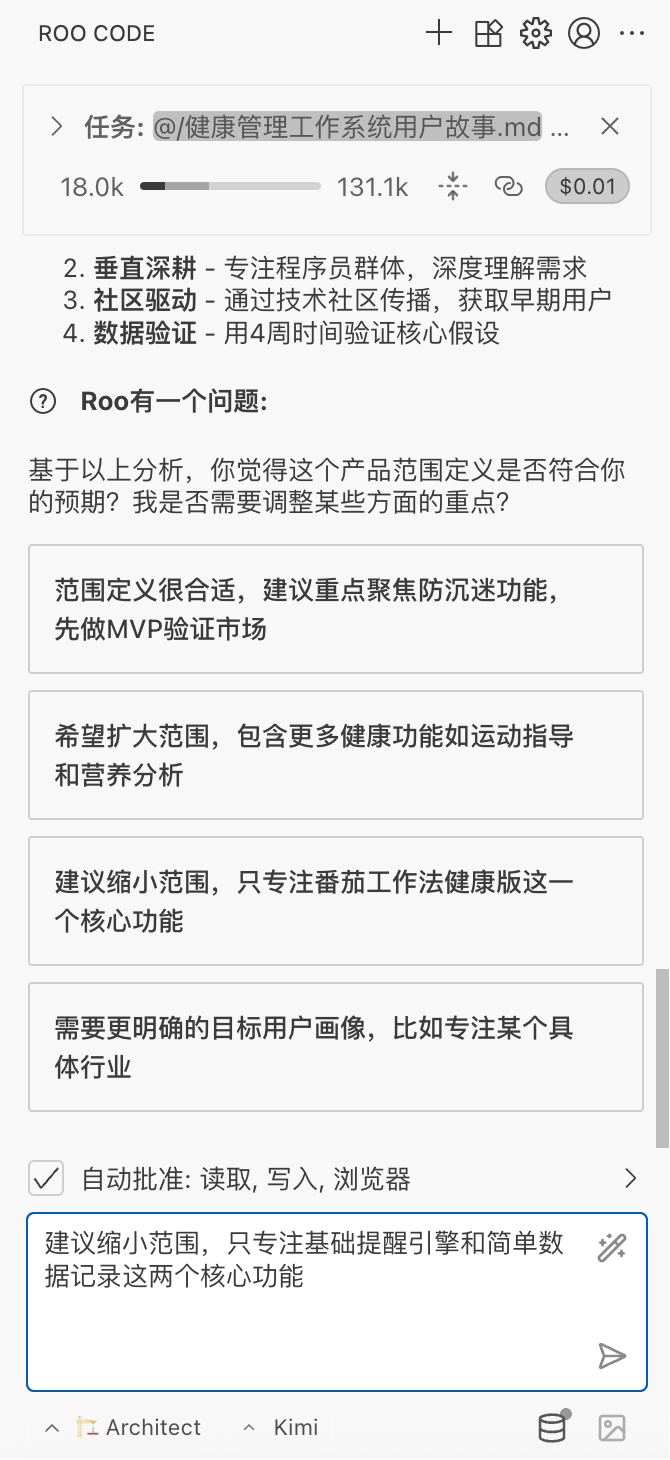 ROO CODE
任务: @/健康管理工作系统用户故事.md ...
18.0k 131.1k $0.01
2. 垂直深耕 - 专注程序员群体，深度理解需求
3. 社区驱动 - 通过技术社区传播，获取早期用户
4. 数据验证 - 用4周时间验证核心假设
Roo有一个问题:
基于以上分析，你觉得这个产品范围定义是否符合你
的预期？我是否需要调整某些方面的重点？
范围定义很合适，建议重点聚焦防沉迷功能，
先做MVP验证市场
希望扩大范围，包含更多健康功能如运动指导
和营养分析
建议缩小范围，只专注番茄工作法健康版这一
个核心功能
需要更明确的目标用户画像，比如专注某个具
体行业
自动批准: 读取, 写入, 浏览器
建议缩小范围，只专注基础提醒引擎和简单数
据记录这两个核心功能
Architect Kimi